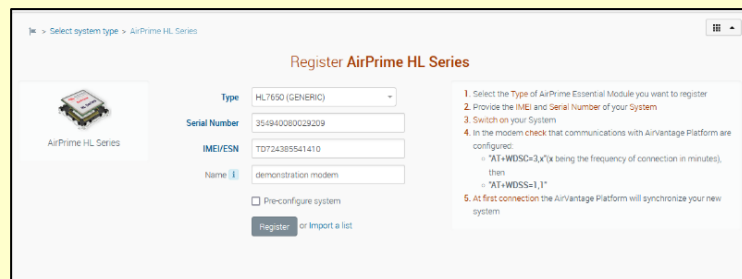 > Select system type > AirPrime HL Series
Register AirPrime HL Series
AirPrime HL Series
Type HL7650 (GENERIC)
Serial Number 354940080029209
IMEI/ESN TD724385541410
Name i demonstration modem
Pre-configure system
Register or Import a list
1. Select the Type of AirPrime Essential Module you want to register
2. Provide the IMEI and Serial Number of your System
3. Switch on your System
4. In the modem check that communications with AirVantage Platform are
configured:
"AT+WDSC=3,x"(x being the frequency of connection in minutes),
then
"AT+WDSS=1,1"
5. At first connection the AirVantage Platform will synchronize your new
system